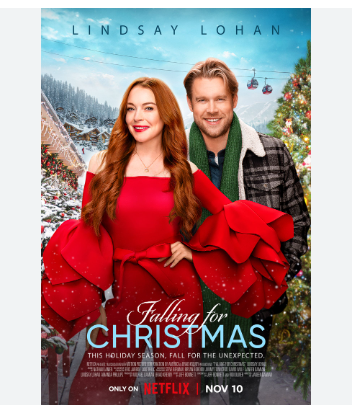 LINDSAY LOHAN
Falling for
CHRISTMAS
THIS HOLIDAY SEASON, FALL FOR THE UNEXPECTED.
ONLY ON NETFLIX | NOV 10